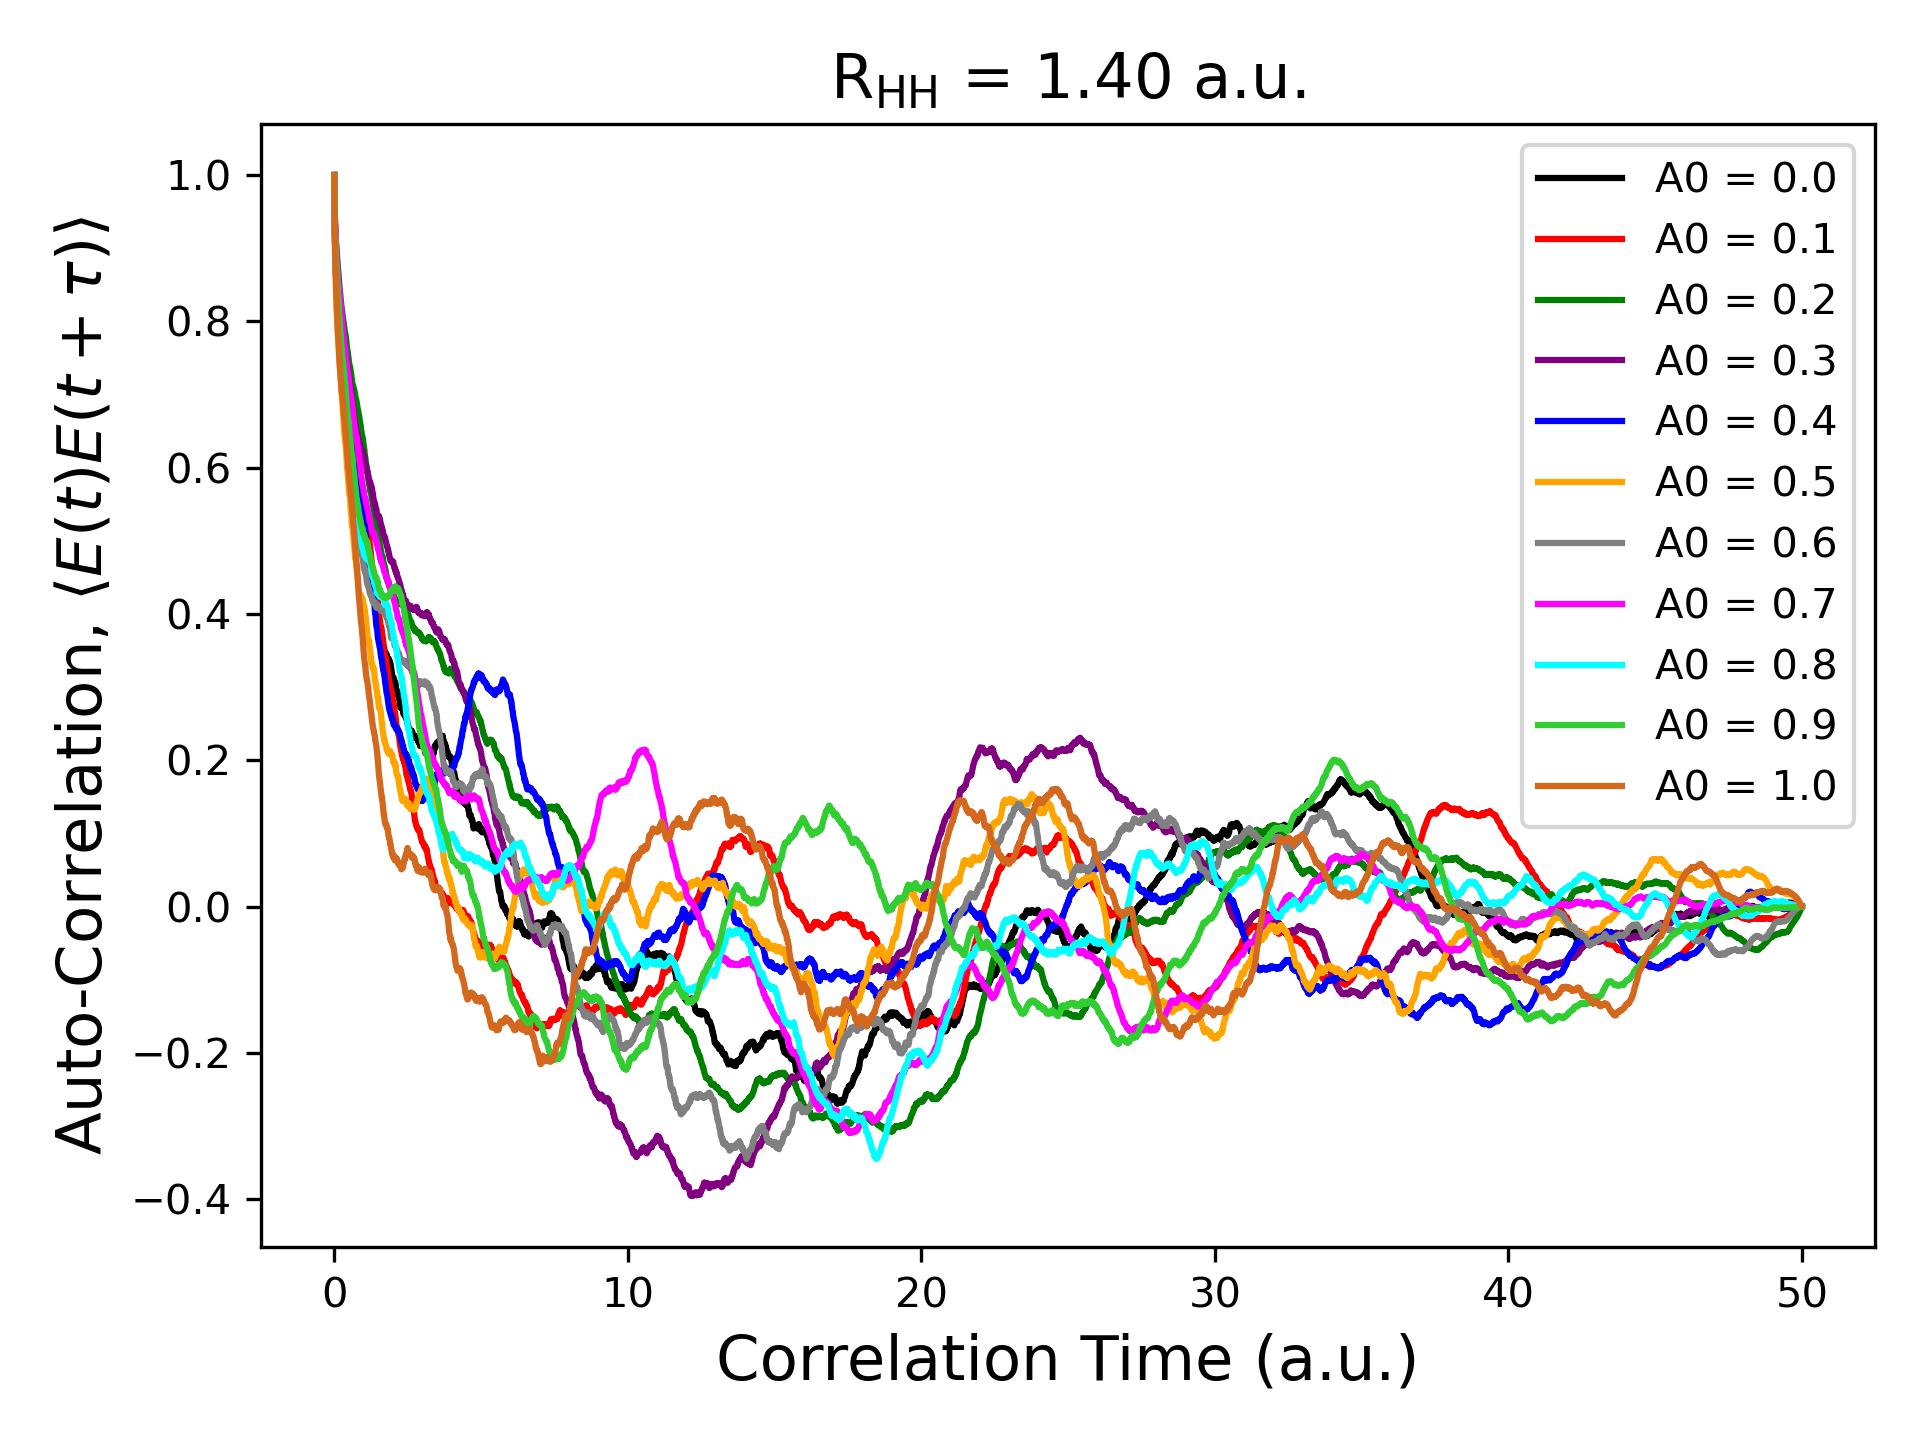 R_HH = 1.40 a.u.
Auto-Correlation, ⟨E(t)E(t + τ)⟩
1.0
0.8
0.6
0.4
0.2
0.0
−0.2
−0.4
A0 = 0.0
A0 = 0.1
A0 = 0.2
A0 = 0.3
A0 = 0.4
A0 = 0.5
A0 = 0.6
A0 = 0.7
A0 = 0.8
A0 = 0.9
A0 = 1.0
0 10 20 30 40 50
Correlation Time (a.u.)